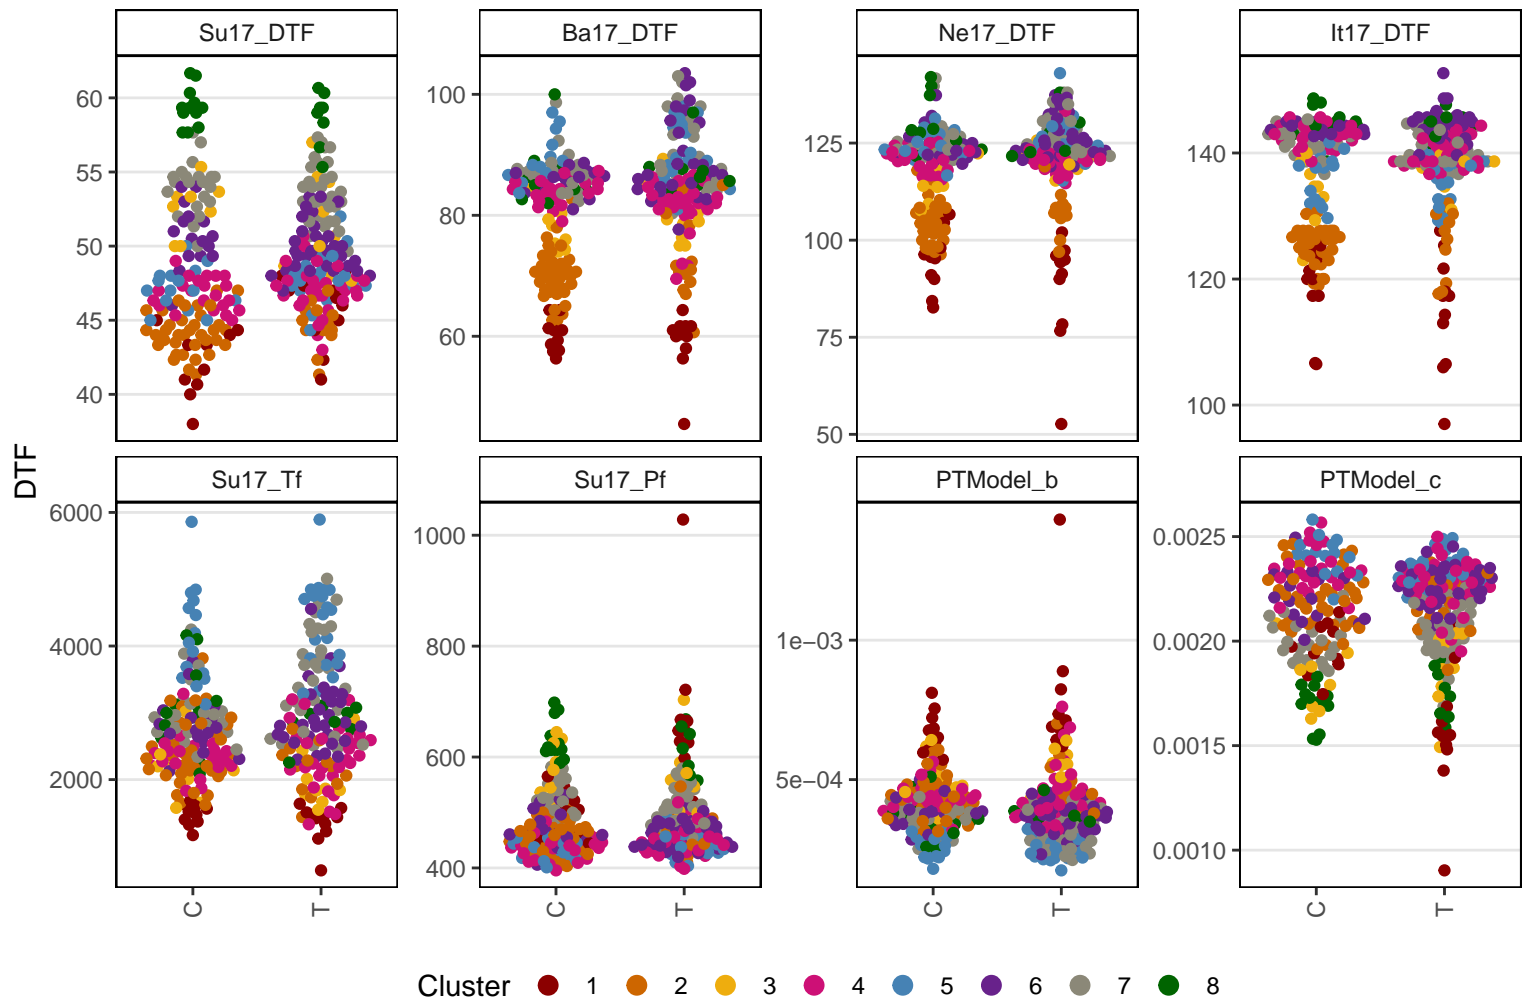 Su17_DTF Ba17_DTF Ne17_DTF It17_DTF
60 55 50 45 40
100 80 60
125 100 75 50
140 120 100
DTF
Su17_Tf Su17_Pf PTModel_b PTModel_c
6000 4000 2000
1000 800 600 400
1e−03 5e−04
0.0025 0.0020 0.0015 0.0010
C T C T C T C T
Cluster 1 2 3 4 5 6 7 8